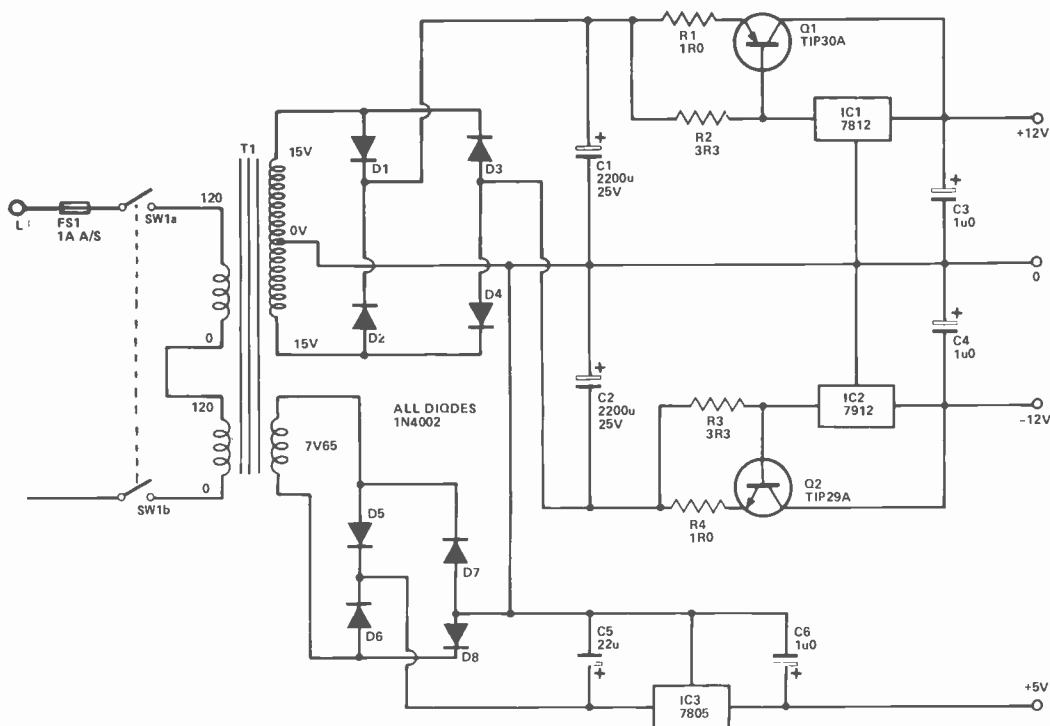 R1
1R0
Q1
TIP30A
R2
3R3
IC1
7812
+12V
15V
T1
D1
D3
+
C1
2200u
25V
+
C3
1u0
120
L
FS1
1A A/S
SW1a
0V
0
D4
D2
+
C4
1u0
0
15V
+
C2
2200u
25V
ALL DIODES
1N4002
R3
3R3
IC2
7912
-12V
120
7V65
0
SW1b
R4
1R0
Q2
TIP29A
D5
D7
D6
D8
C5
22u
+
C6
1u0
+
IC3
7805
+5V